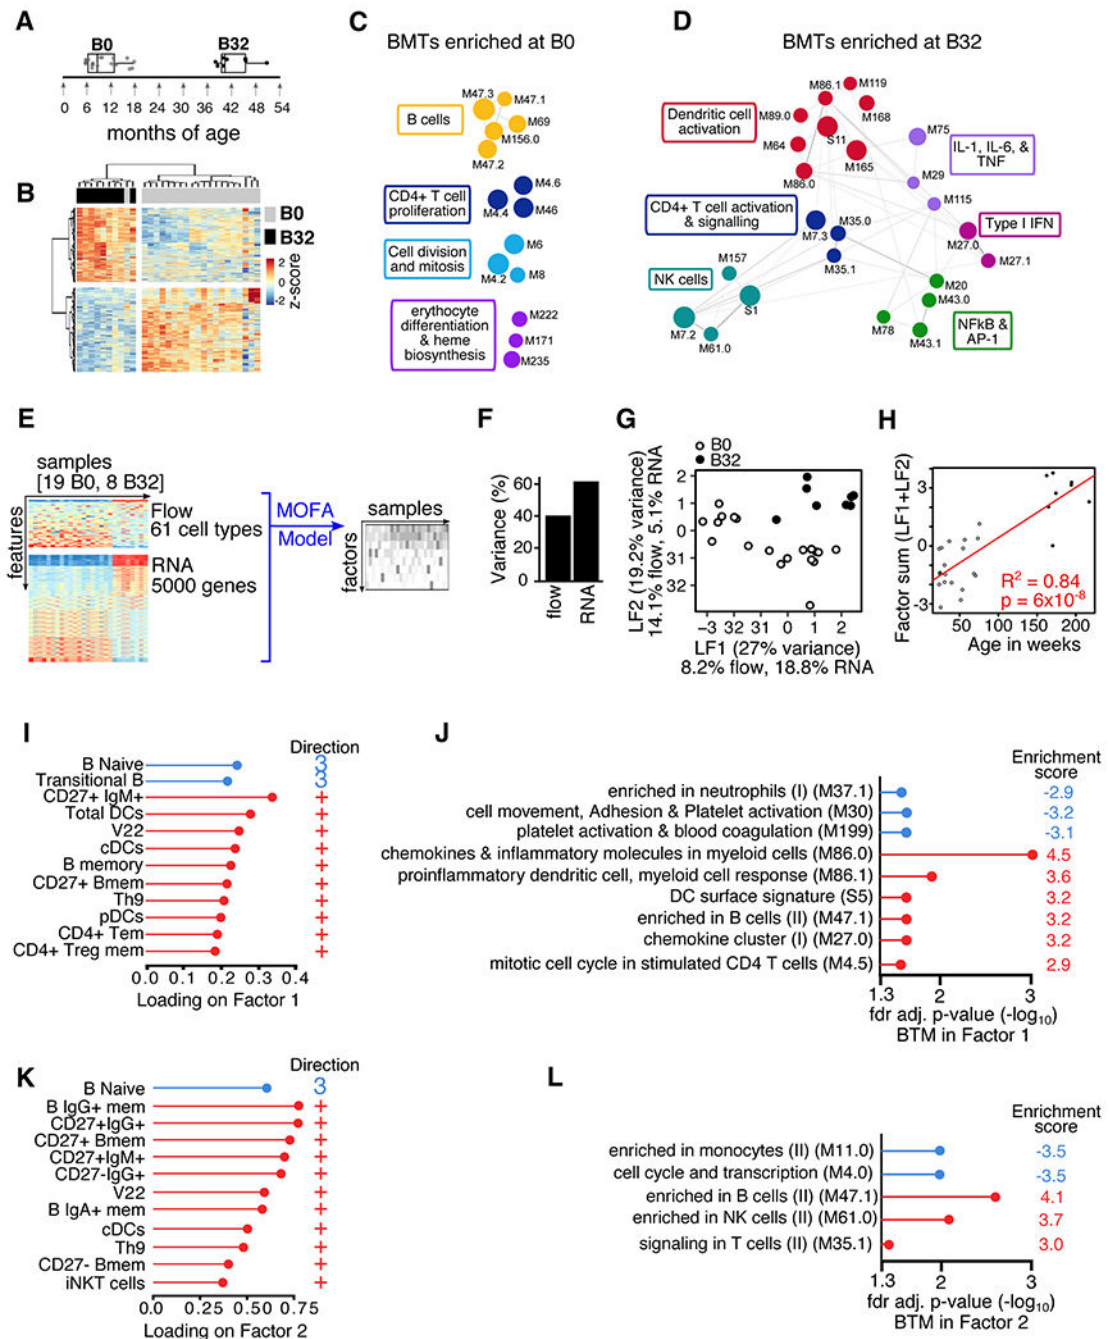 A
B0
B32
0 6 12 18 24 30 36 42 48 54
months of age
B
B0
B32
2
0
-2
z-score
C
BMTs enriched at B0
B cells
M47.3
M47.1
M69
M156.0
M47.2
CD4+ T cell
proliferation
M4.6
M4.4
M46
Cell division
and mitosis
M6
M4.2
M8
erythocyte
differentiation
& heme
biosynthesis
M222
M171
M235
D
BMTs enriched at B32
Dendritic cell
activation
M86.1
M119
M89.0
M168
S11
M64
M165
M86.0
M75
IL-1, IL-6, &
TNF
M29
M115
CD4+ T cell activation
& signalling
M35.0
M7.3
M35.1
Type I IFN
M27.0
M27.1
NK cells
M157
S1
M7.2
M61.0
M20
M43.0
M78
M43.1
NFkB &
AP-1
E
samples
[19 B0, 8 B32]
features
Flow
61 cell types
RNA
5000 genes
MOFA
Model
samples
factors
F
Variance (%)
60
40
20
0
flow
RNA
G
B0
B32
LF2 (19.2% variance)
14.1% flow, 5.1% RNA
2
1
0
31
32
−3 32 31 0 1 2
LF1 (27% variance)
8.2% flow, 18.8% RNA
H
Factor sum (LF1+LF2)
3
0
-3
R2 = 0.84
p = 6x10-8
50 100 150 200
Age in weeks
I
Direction
B Naive 3
Transitional B 3
CD27+ IgM+ +
Total DCs +
V22 +
cDCs +
B memory +
CD27+ Bmem +
Th9 +
pDCs +
CD4+ Tem +
CD4+ Treg mem +
0.0 0.1 0.2 0.3 0.4
Loading on Factor 1
J
Enrichment
score
enriched in neutrophils (I) (M37.1) -2.9
cell movement, Adhesion & Platelet activation (M30) -3.2
platelet activation & blood coagulation (M199) -3.1
chemokines & inflammatory molecules in myeloid cells (M86.0) 4.5
proinflammatory dendritic cell, myeloid cell response (M86.1) 3.6
DC surface signature (S5) 3.2
enriched in B cells (II) (M47.1) 3.2
chemokine cluster (I) (M27.0) 3.2
mitotic cell cycle in stimulated CD4 T cells (M4.5) 2.9
1.3 2 3
fdr adj. p-value (-log10)
BTM in Factor 1
K
Direction
B Naive 3
B IgG+ mem +
CD27+IgG+ +
CD27+ Bmem +
CD27+IgM+ +
CD27-IgG+ +
V22 +
B IgA+ mem +
cDCs +
Th9 +
CD27- Bmem +
iNKT cells +
0.0 0.25 0.50 0.75
Loading on Factor 2
L
Enrichment
score
enriched in monocytes (II) (M11.0) -3.5
cell cycle and transcription (M4.0) -3.5
enriched in B cells (II) (M47.1) 4.1
enriched in NK cells (II) (M61.0) 3.7
signaling in T cells (II) (M35.1) 3.0
1.3 2 3
fdr adj. p-value (-log10)
BTM in Factor 2